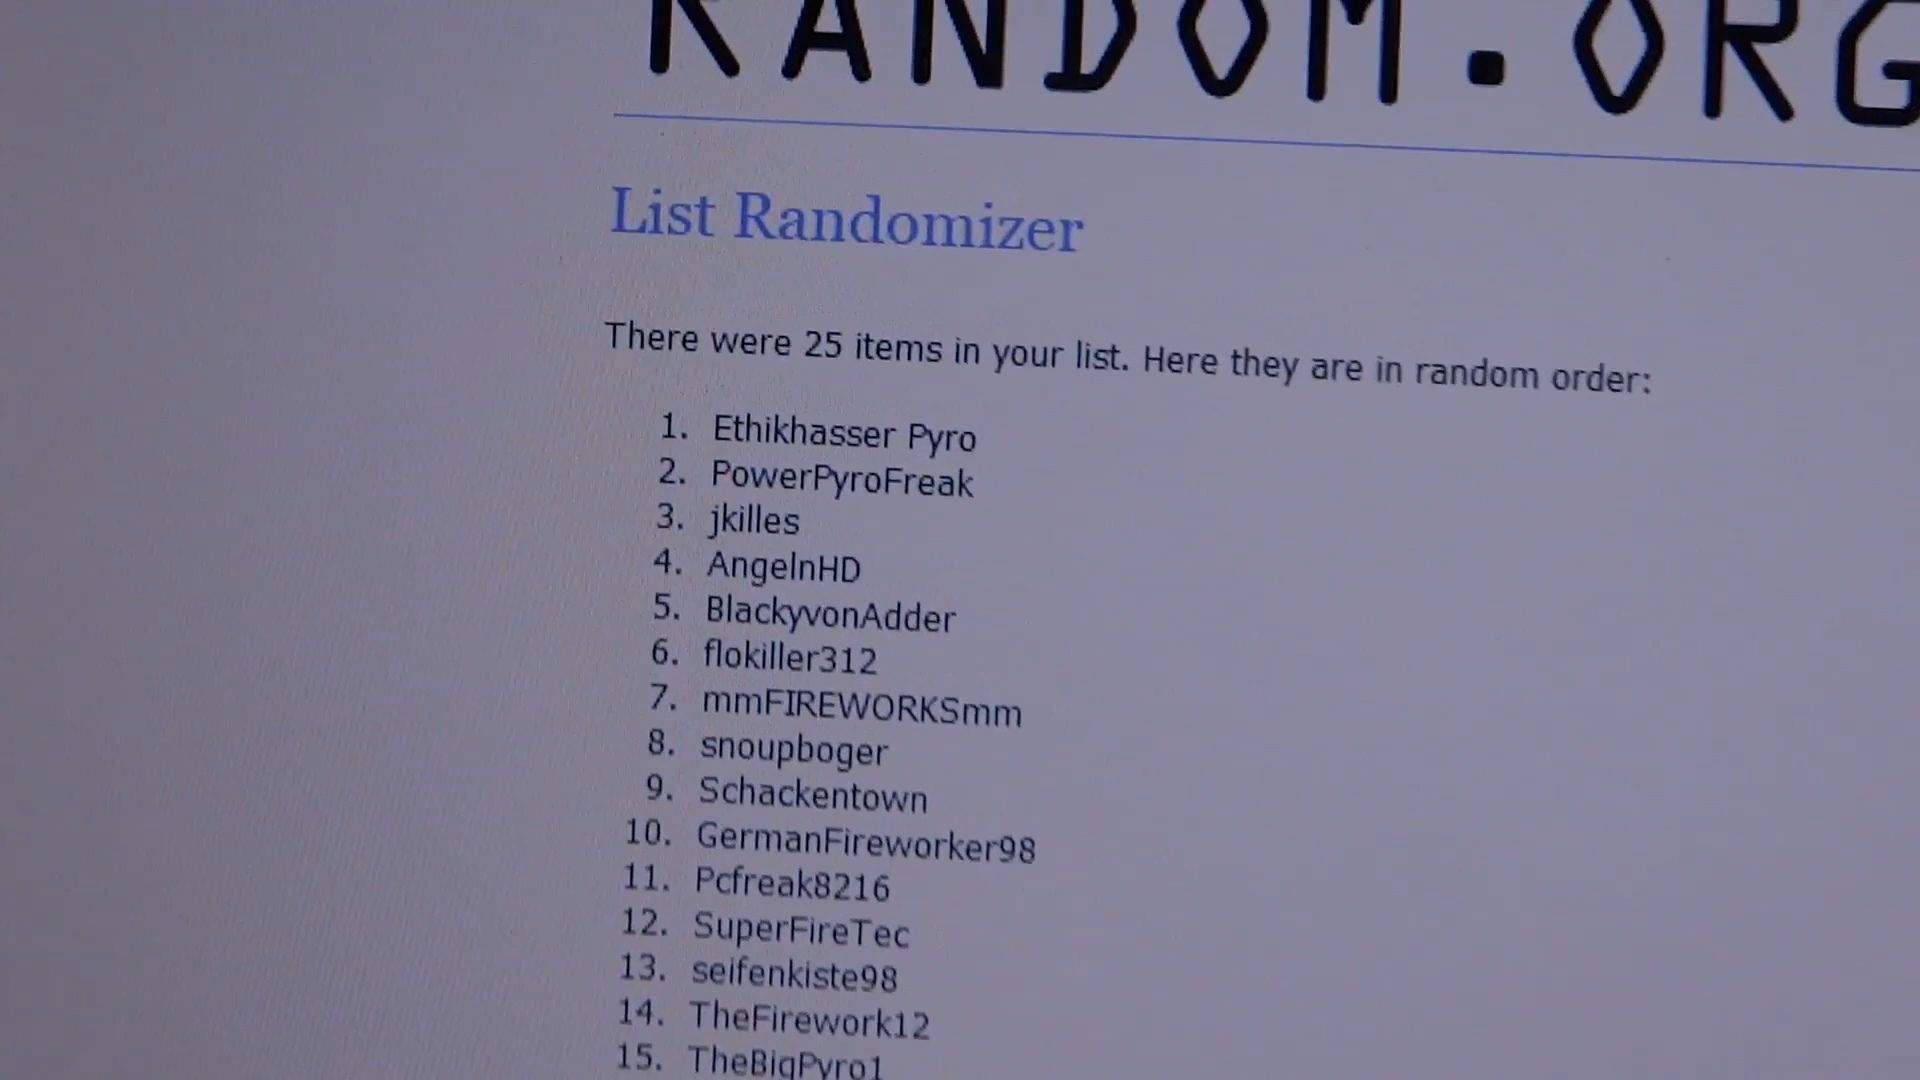 RANDOM.ORG
List Randomizer
There were 25 items in your list. Here they are in random order:
1. Ethikhasser Pyro
2. PowerPyroFreak
3. jkilles
4. AngelnHD
5. BlackyvonAdder
6. flokiller312
7. mmFIREWORKSmm
8. snoupboger
9. Schackentown
10. GermanFireworker98
11. Pcfreak8216
12. SuperFireTec
13. seifenkiste98
14. TheFirework12
15. TheBigPyro1